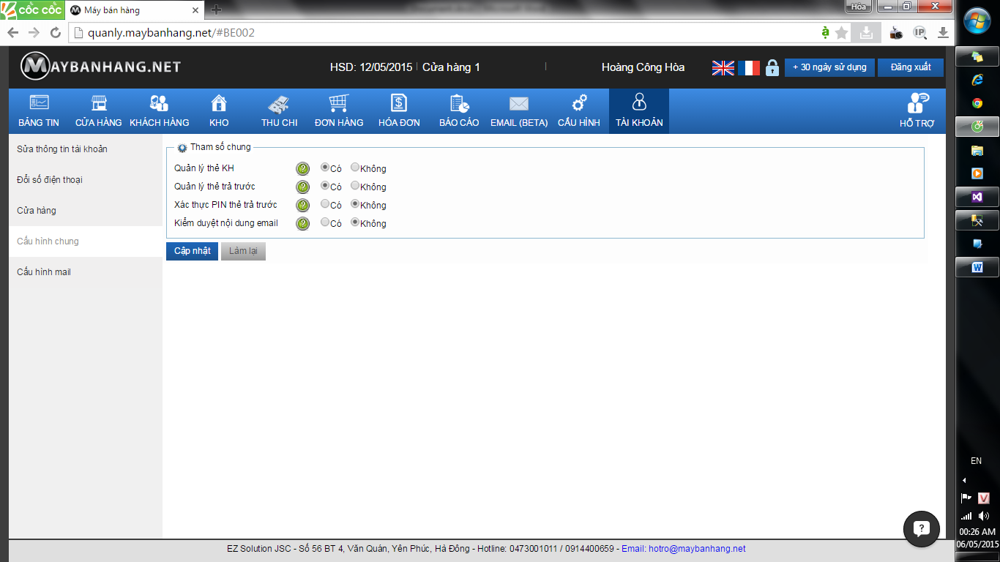 cốc cốc
Máy bán hàng
Hòa
quanly.maybanhang.net/#BE002
IP
MAYBANHANG.NET
HSD: 12/05/2015 | Cửa hàng 1 | Hoàng Công Hòa
+ 30 ngày sử dụng
Đăng xuất
BẢNG TIN
CỬA HÀNG
KHÁCH HÀNG
KHO
THU CHI
ĐƠN HÀNG
HÓA ĐƠN
BÁO CÁO
EMAIL (BETA)
CẤU HÌNH
TÀI KHOẢN
HỖ TRỢ
Sửa thông tin tài khoản
Đổi số điện thoại
Cửa hàng
Cấu hình chung
Cấu hình mail
Tham số chung
Quản lý thẻ KH Có Không
Quản lý thẻ trả trước Có Không
Xác thực PIN thẻ trả trước Có Không
Kiểm duyệt nội dung email Có Không
Cập nhật Làm lại
EZ Solution JSC - Số 56 BT 4, Văn Quán, Yên Phúc, Hà Đông - Hotline: 0473001011 / 0914400659 - Email: hotro@maybanhang.net
EN
V
00:26 AM
06/05/2015